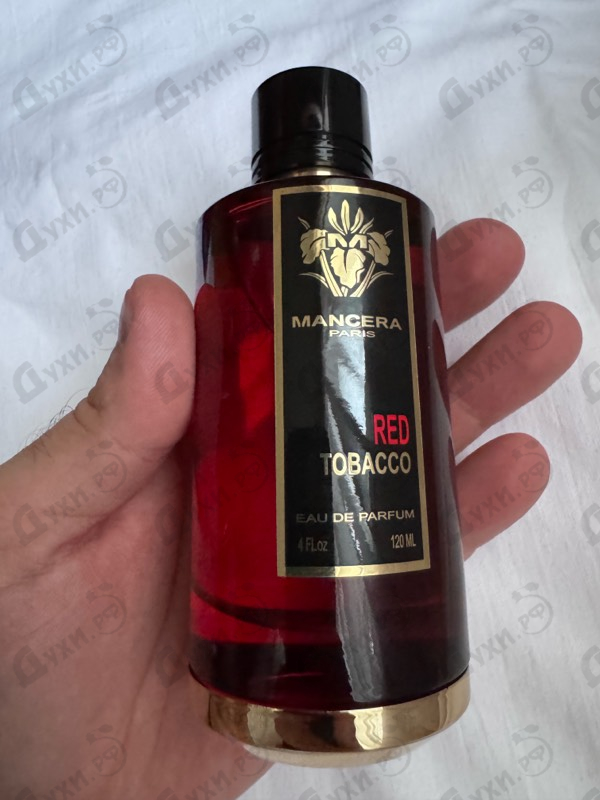 MANCERA
PARIS
RED
TOBACCO
EAU DE PARFUM
4 FL.oz 120 ML
Духи.РФ